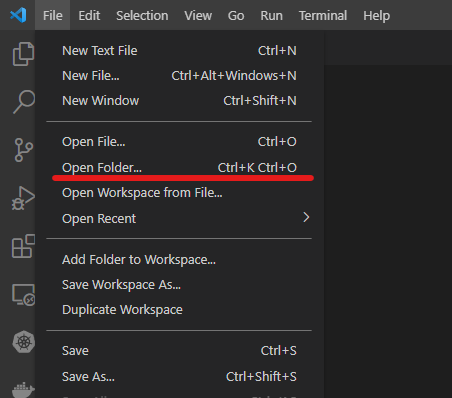 File Edit Selection View Go Run Terminal Help
New Text File Ctrl+N
New File... Ctrl+Alt+Windows+N
New Window Ctrl+Shift+N
Open File... Ctrl+O
Open Folder... Ctrl+K Ctrl+O
Open Workspace from File...
Open Recent
Add Folder to Workspace...
Save Workspace As...
Duplicate Workspace
Save Ctrl+S
Save As... Ctrl+Shift+S